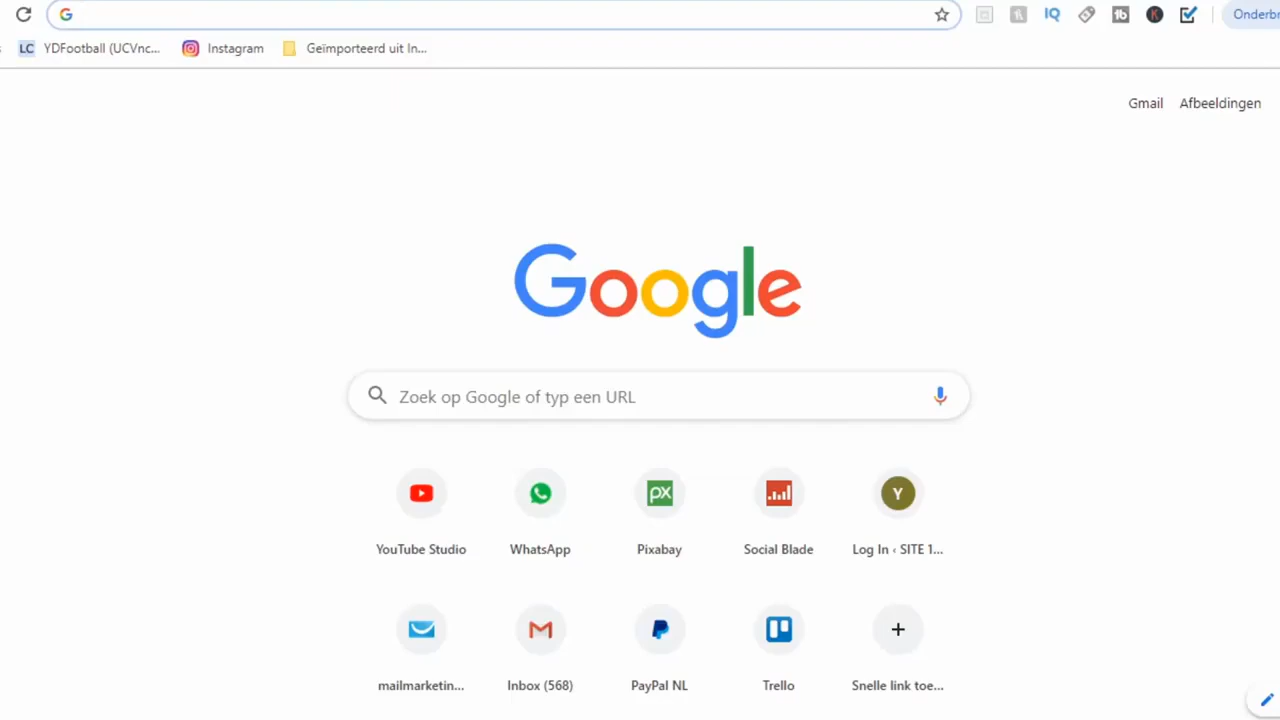 Onderbr
LC YDFootball (UCVnc... Instagram Geïmporteerd uit In...
Gmail Afbeeldingen
Google
Zoek op Google of typ een URL
YouTube Studio WhatsApp Pixabay Social Blade Log In ‹ SITE 1...
mailmarketin... Inbox (568) PayPal NL Trello Snelle link toe...